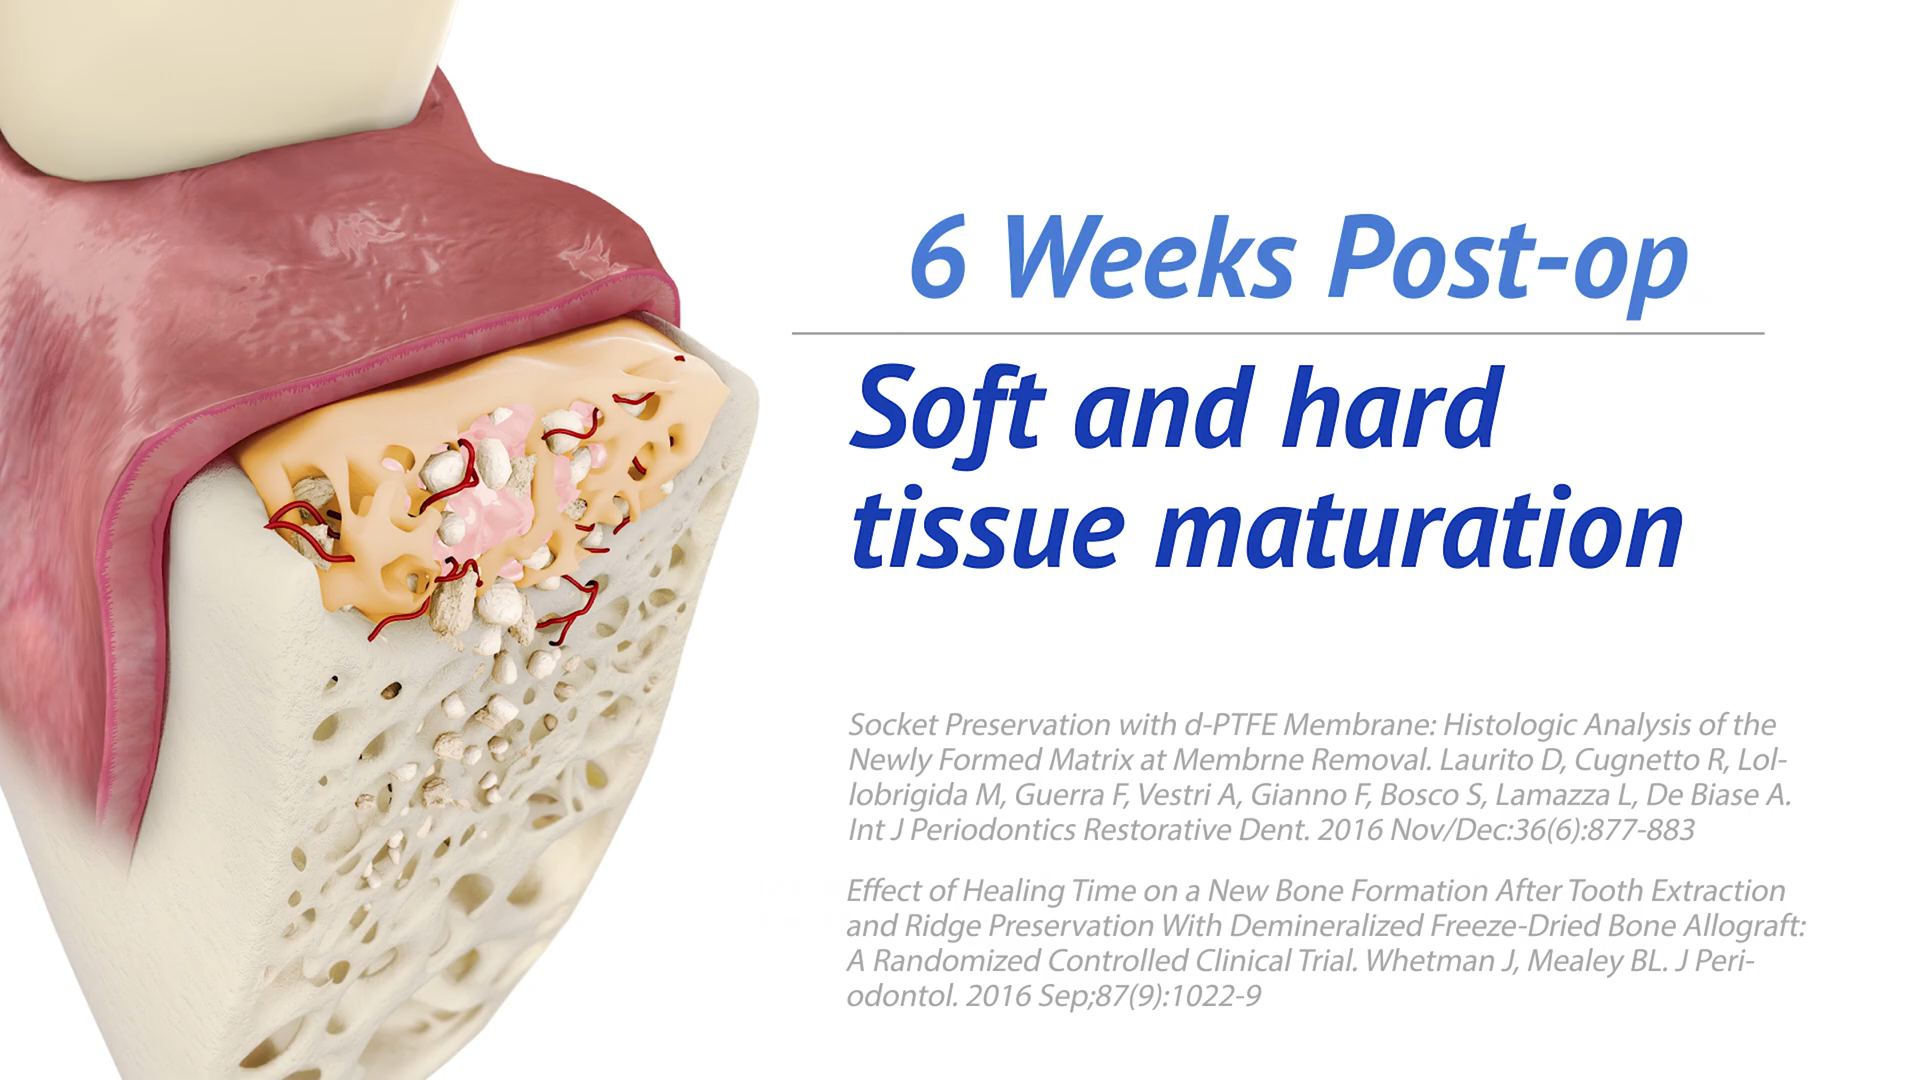 6 Weeks Post-op
Soft and hard
tissue maturation
Socket Preservation with d-PTFE Membrane: Histologic Analysis of the
Newly Formed Matrix at Membrne Removal. Laurito D, Cugnetto R, Lol-
lobrigida M, Guerra F, Vestri A, Gianno F, Bosco S, Lamazza L, De Biase A.
Int J Periodontics Restorative Dent. 2016 Nov/Dec:36(6):877-883
Effect of Healing Time on a New Bone Formation After Tooth Extraction
and Ridge Preservation With Demineralized Freeze-Dried Bone Allograft:
A Randomized Controlled Clinical Trial. Whetman J, Mealey BL. J Peri-
odontol. 2016 Sep;87(9):1022-9